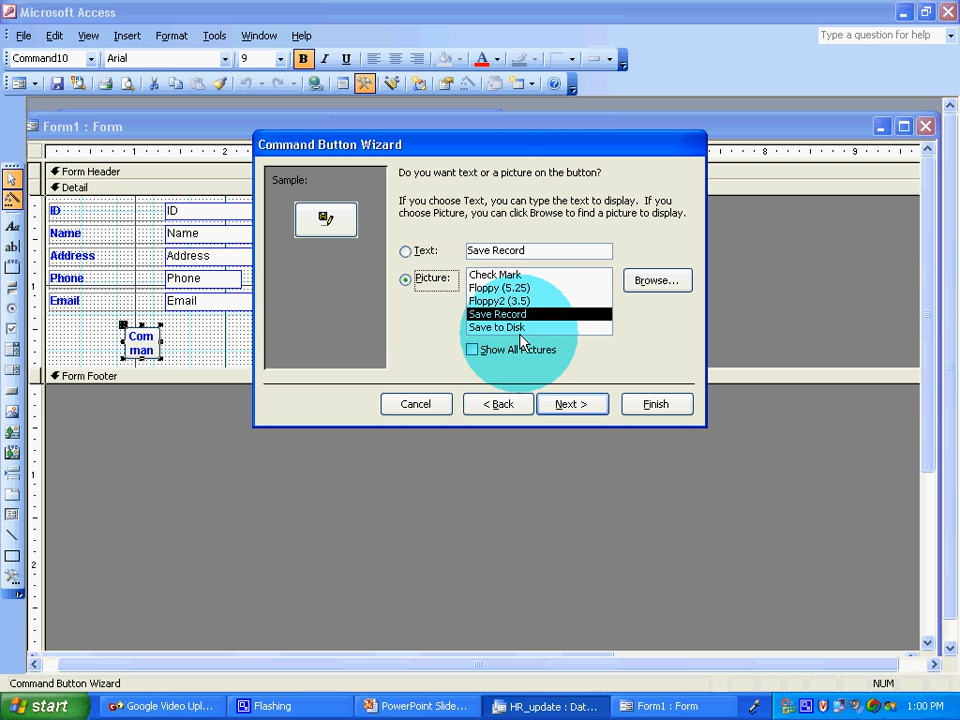 Microsoft Access
File Edit View Insert Format Tools Window Help
Type a question for help
Command10 Arial 9 B I U A
Form1 : Form
Form Header
Detail
ID ID
Name Name
Address Address
Phone Phone
Email Email
Com
man
Form Footer
Command Button Wizard
Sample:
Do you want text or a picture on the button?
If you choose Text, you can type the text to display. If you
choose Picture, you can click Browse to find a picture to display.
Text: Save Record
Picture:
Check Mark
Floppy (5.25)
Floppy2 (3.5)
Save Record
Save to Disk
Browse...
Show All Pictures
Cancel < Back Next > Finish
Command Button Wizard NUM
start Google Video Upl... Flashing PowerPoint Slide... HR_update : Dat... Form1 : Form 1:00 PM